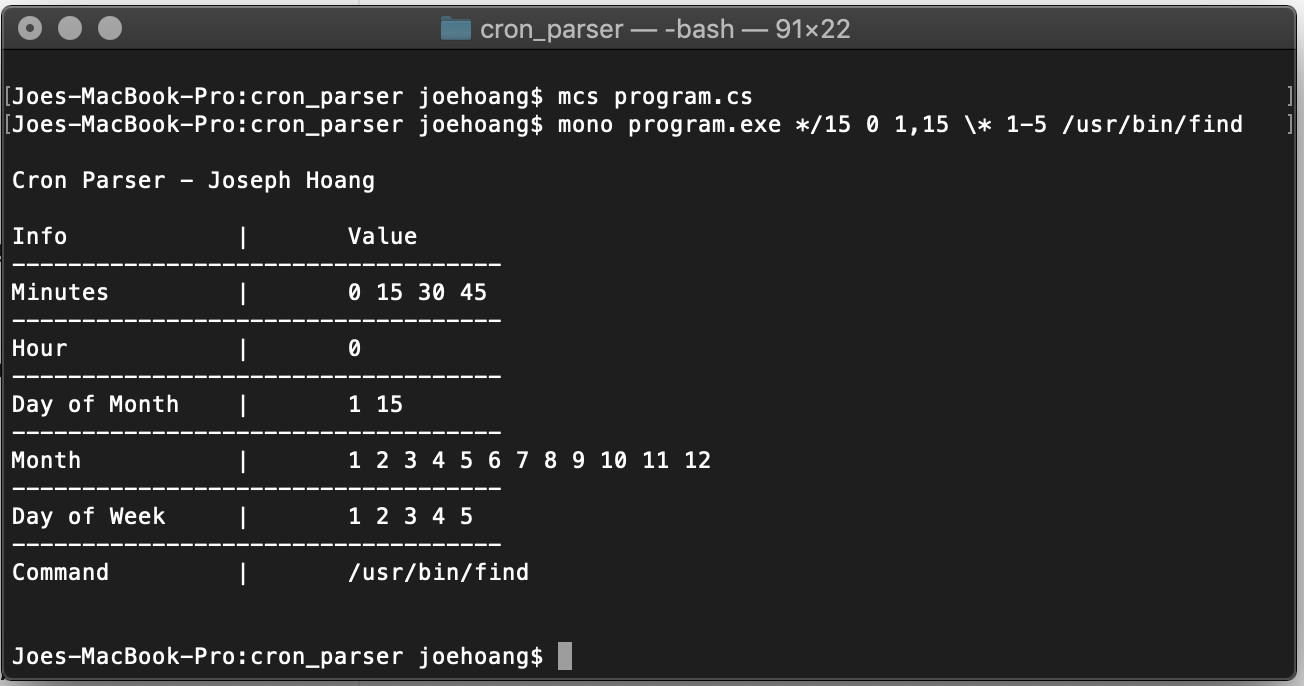 cron_parser — -bash — 91×22
[Joes-MacBook-Pro:cron_parser joehoang$ mcs program.cs ]
[Joes-MacBook-Pro:cron_parser joehoang$ mono program.exe */15 0 1,15 \* 1-5 /usr/bin/find ]
Cron Parser - Joseph Hoang
Info | Value
-----------------------------------
Minutes | 0 15 30 45
-----------------------------------
Hour | 0
-----------------------------------
Day of Month | 1 15
-----------------------------------
Month | 1 2 3 4 5 6 7 8 9 10 11 12
-----------------------------------
Day of Week | 1 2 3 4 5
-----------------------------------
Command | /usr/bin/find
Joes-MacBook-Pro:cron_parser joehoang$